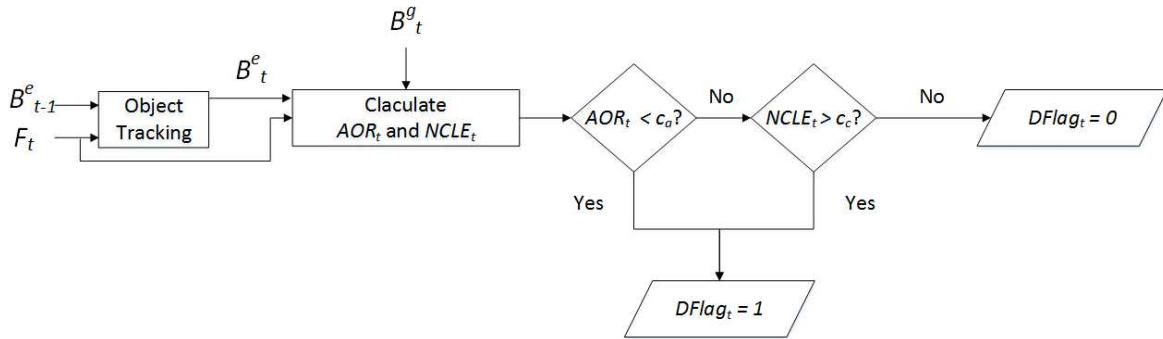 B^g_t
B^e_t
B^e_{t-1}
F_t
Object
Tracking
Claculate
AOR_t and NCLE_t
AOR_t < c_a?
No
NCLE_t > c_c?
No
DFlag_t = 0
Yes
Yes
DFlag_t = 1